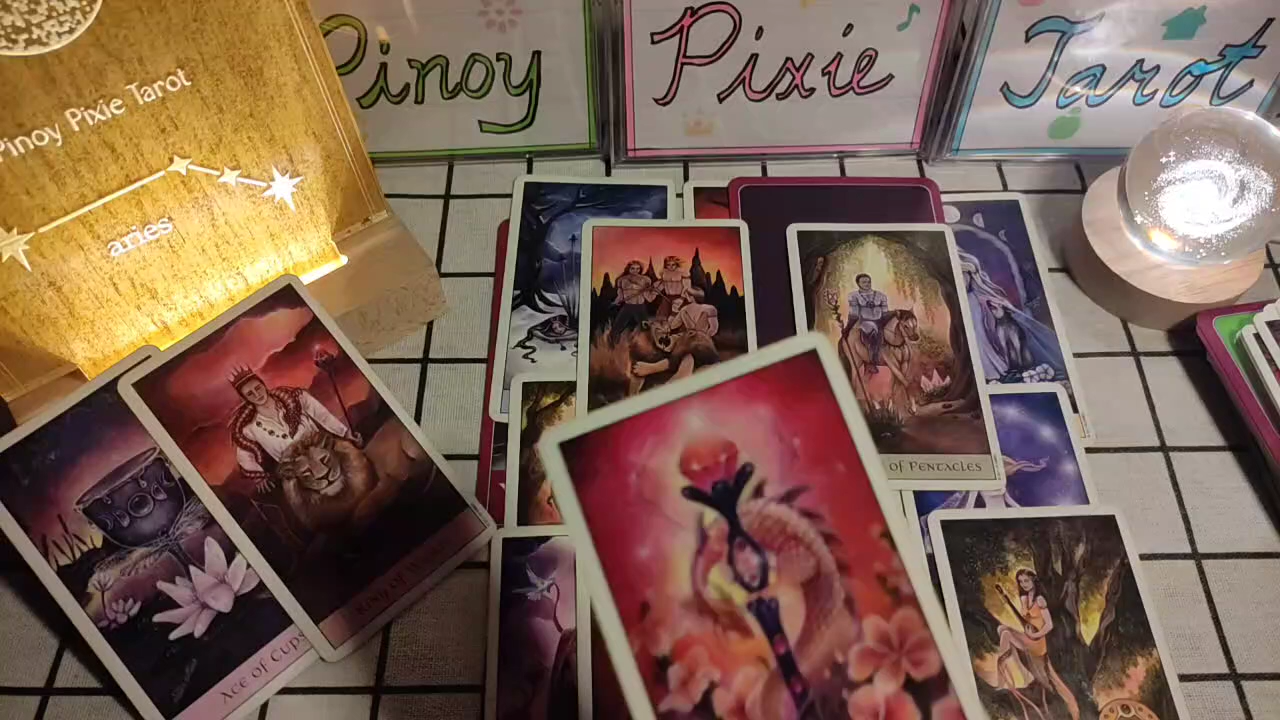 Pinoy Pixie Tarot
Pinoy Pixie Tarot
aries
of Pentacles
King of Wands
Ace of Cups